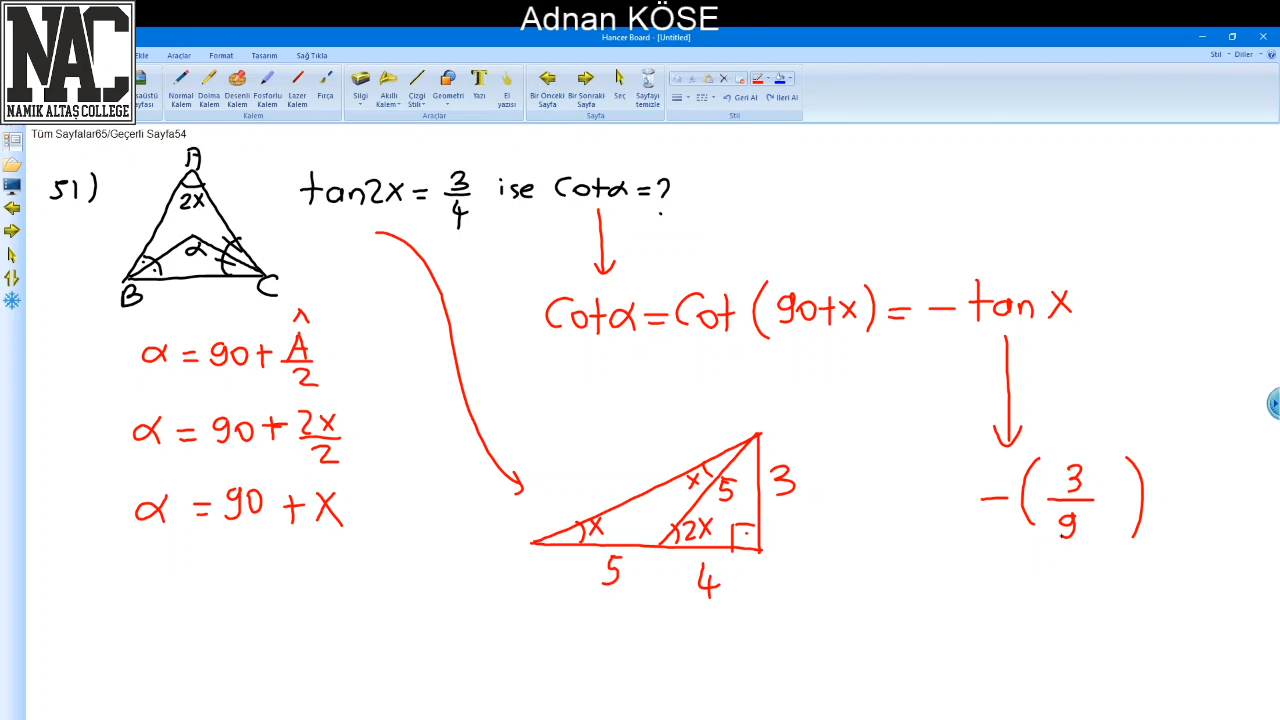 Adnan KÖSE
Hancer Board - [Untitled]
NAC
NAMIK ALTAŞ COLLEGE
Ekle Araçlar Format Tasarım Sağ Tıkla
Stil Diller
Normal Kalem
Dolma Kalem
Desenli Kalem
Fosforlu Kalem
Lazer Kalem
Fırça
Silgi
Akıllı Kalem
Çizgi Stili
Geometri
Yazı
El yazısı
Bir Önceki Sayfa
Bir Sonraki Sayfa
Seç
Sayfayı temizle
Geri Al
İleri Al
Kalem Araçlar Sayfa Stil
Tüm Sayfalar65/Geçerli Sayfa54
51)
A
2x
α
B C
tan2x = 3/4 ise Cotα = ?
Cotα = Cot (90+x) = - tan x
α = 90 + Â/2
α = 90 + 2x/2
α = 90 + x
x
5
3
x
2x
5
4
- (3/9)